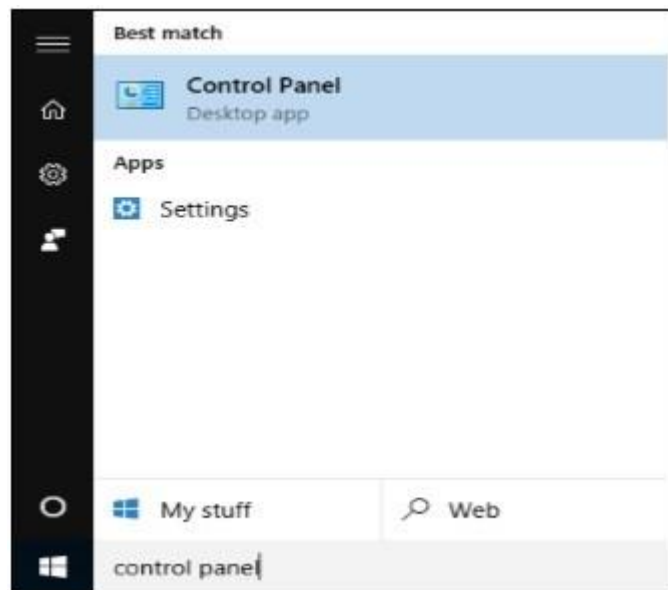 Best match
Control Panel
Desktop app
Apps
Settings
My stuff
Web
control panel